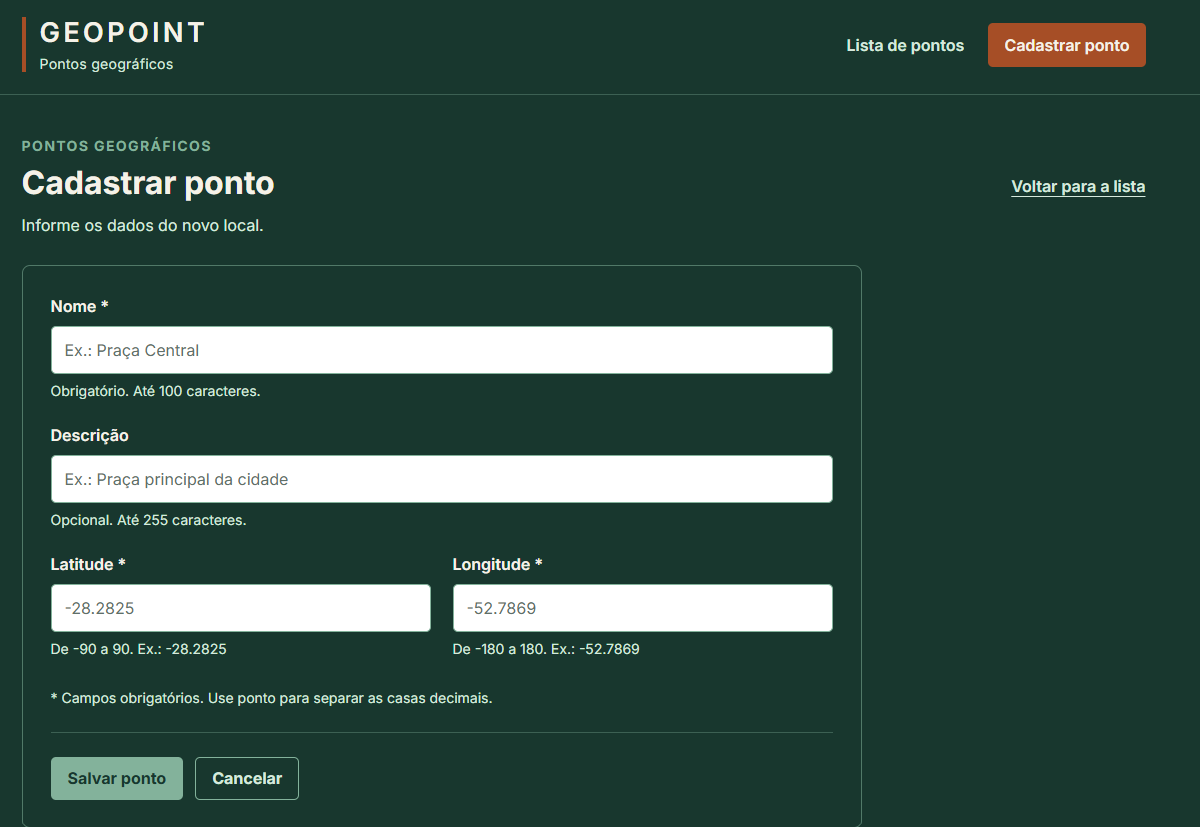 GEOPOINT
Pontos geográficos
Lista de pontos
Cadastrar ponto
PONTOS GEOGRÁFICOS
Cadastrar ponto
Voltar para a lista
Informe os dados do novo local.
Nome *
Ex.: Praça Central
Obrigatório. Até 100 caracteres.
Descrição
Ex.: Praça principal da cidade
Opcional. Até 255 caracteres.
Latitude *
Longitude *
-28.2825
-52.7869
De -90 a 90. Ex.: -28.2825
De -180 a 180. Ex.: -52.7869
* Campos obrigatórios. Use ponto para separar as casas decimais.
Salvar ponto
Cancelar